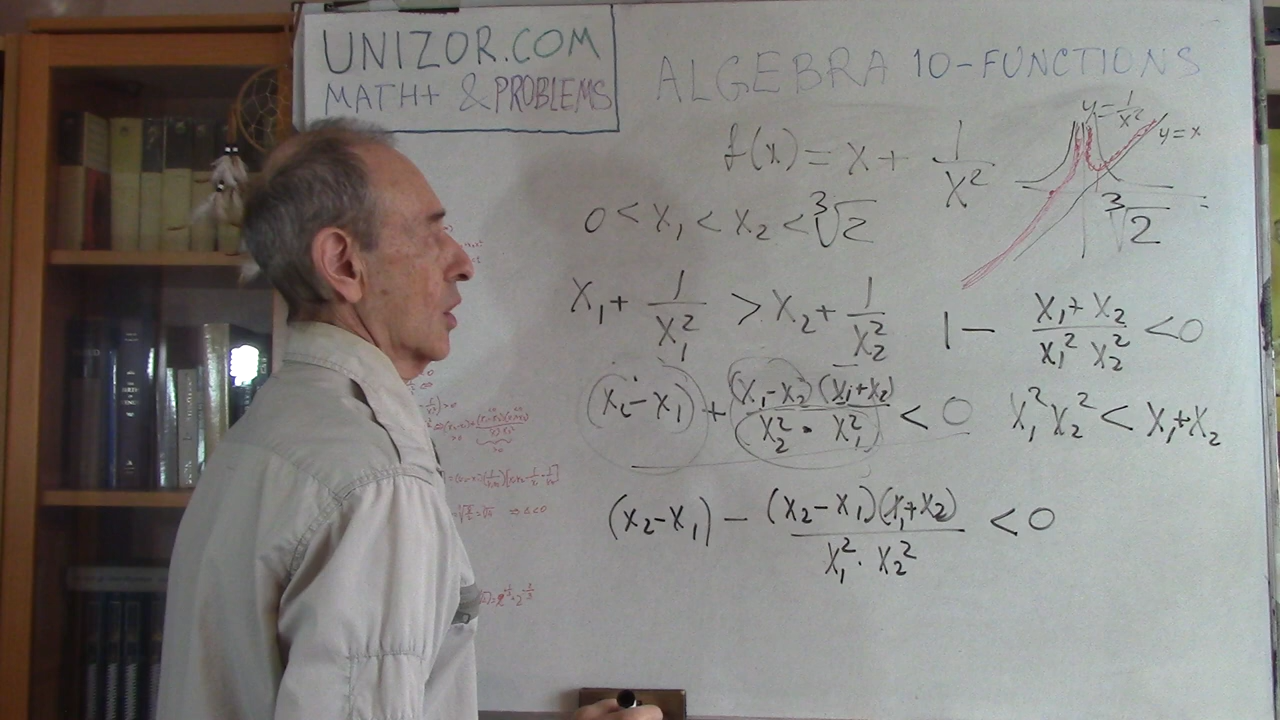 UNIZOR.COM
MATH+ & PROBLEMS
ALGEBRA 10-FUNCTIONS
f(x) = x + 1/x²
y = 1/x²
y = x
0 < x₁ < x₂ < ∛2
∛2 =
x₁ + 1/x₁² > x₂ + 1/x₂²
1 − (x₁ + x₂)/(x₁² x₂²) < 0
(x₂ − x₁) + (x₁ − x₂)(x₁ + x₂)/(x₂² · x₁²) < 0
x₁² x₂² < x₁ + x₂
(x₂ − x₁) − (x₂ − x₁)(x₁ + x₂)/(x₁² · x₂²) < 0